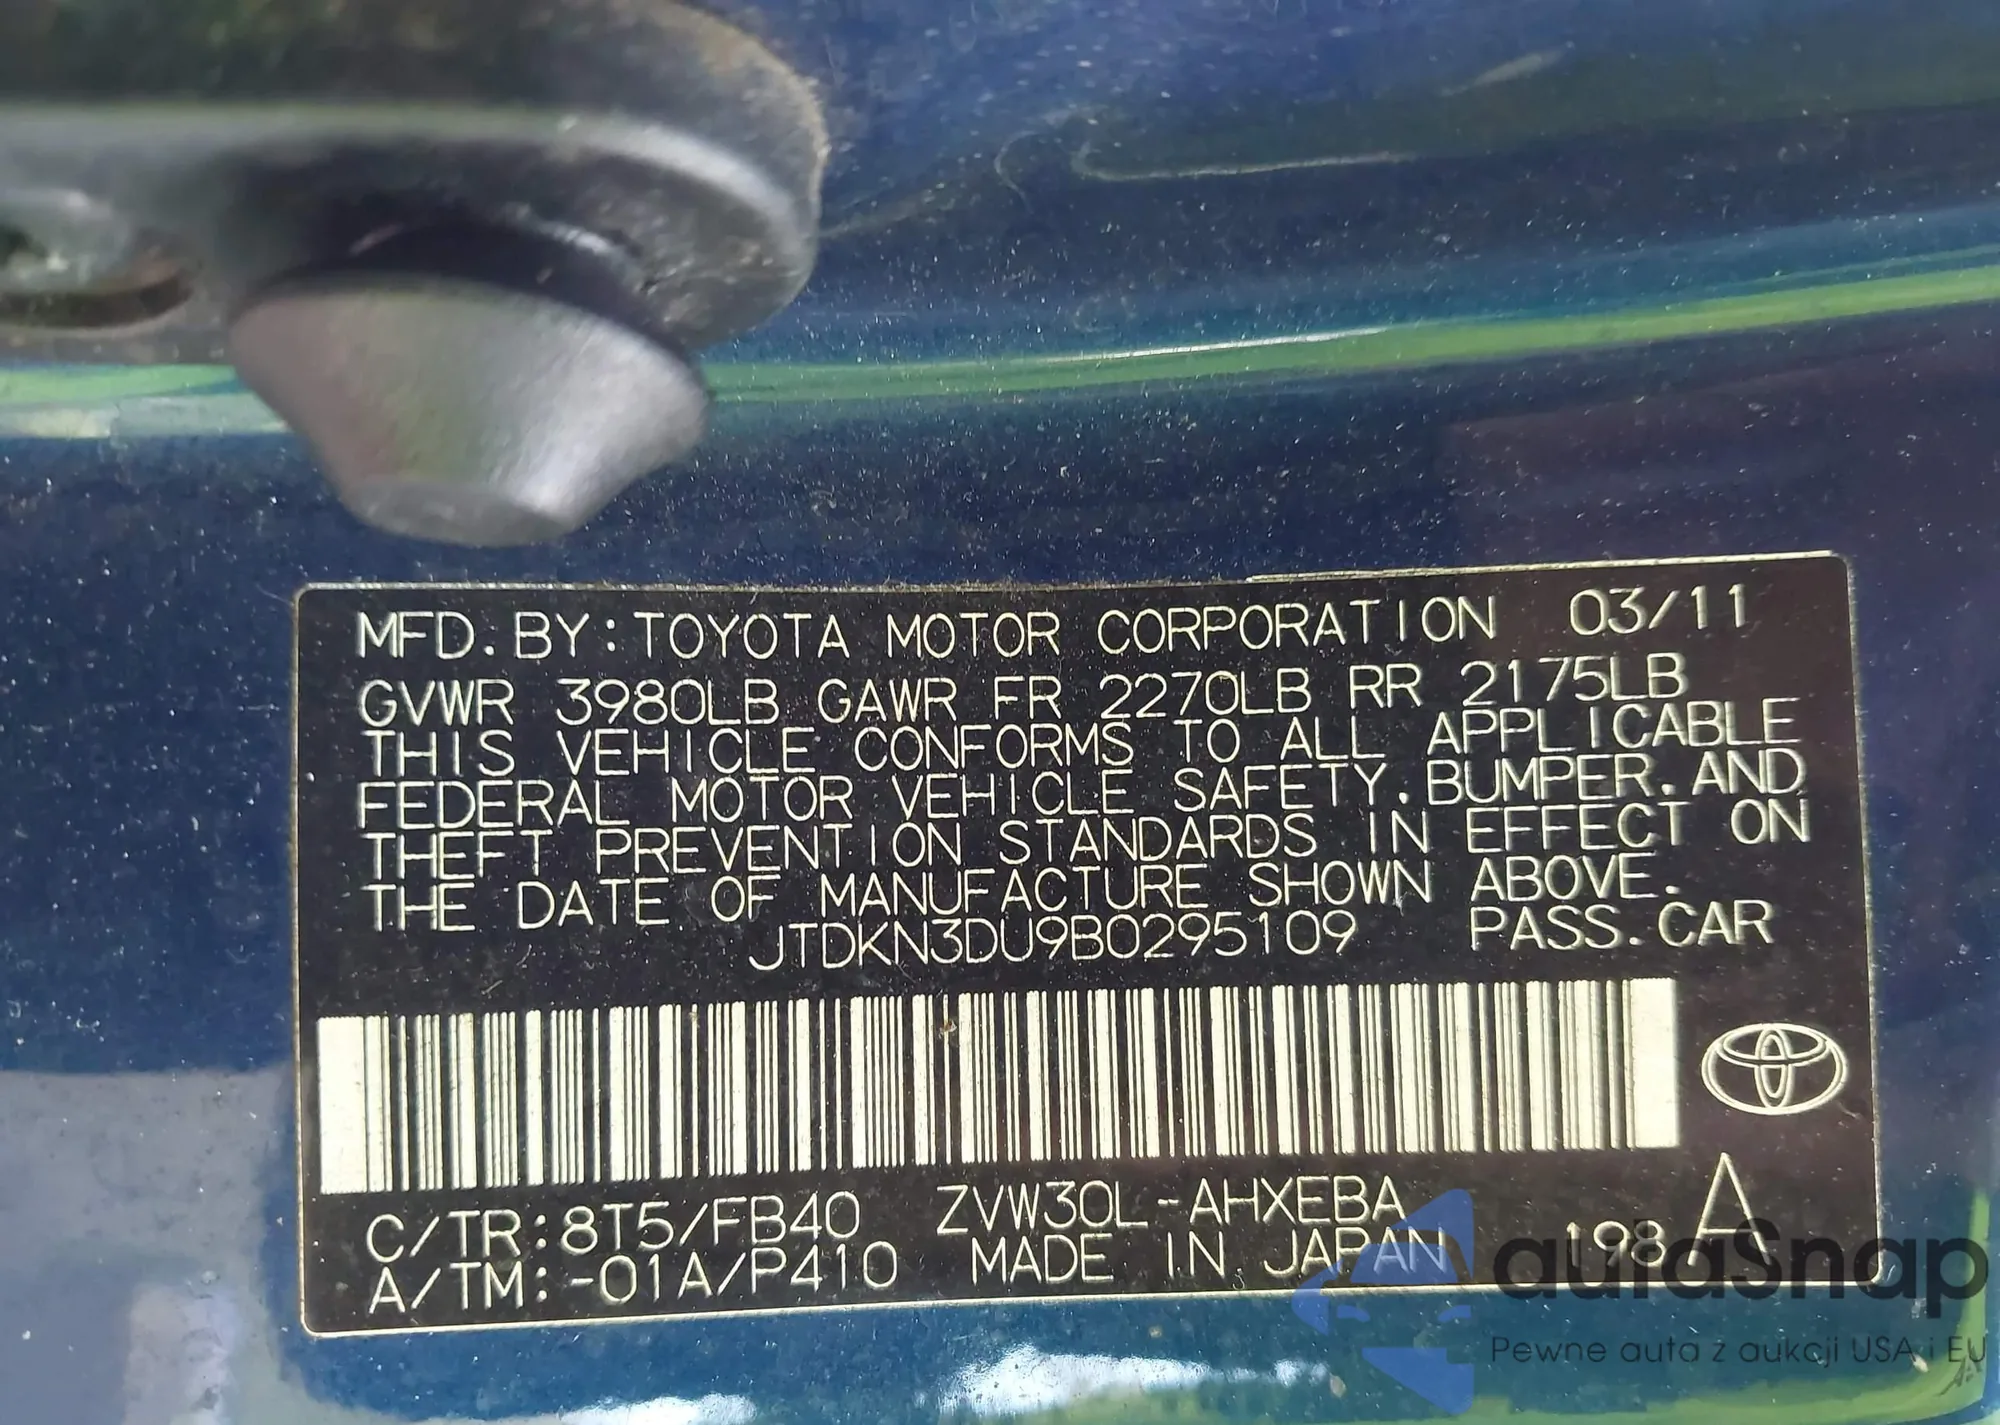 MFD. BY: TOYOTA MOTOR CORPORATION 03/11
GVWR 3980LB GAWR FR 2270LB RR 2175LB
THIS VEHICLE CONFORMS TO ALL APPLICABLE
FEDERAL MOTOR VEHICLE SAFETY. BUMPER. AND
THEFT PREVENTION STANDARDS IN EFFECT ON
THE DATE OF MANUFACTURE SHOWN ABOVE.
JTDKN3DU9B0295109 PASS. CAR
C/TR: 8T5/FB40 ZVW30L-AHXEBA
A/TM: -01A/P410 MADE IN JAPAN 198 A
autaSnap
Pewne auta z aukcji USA i EU